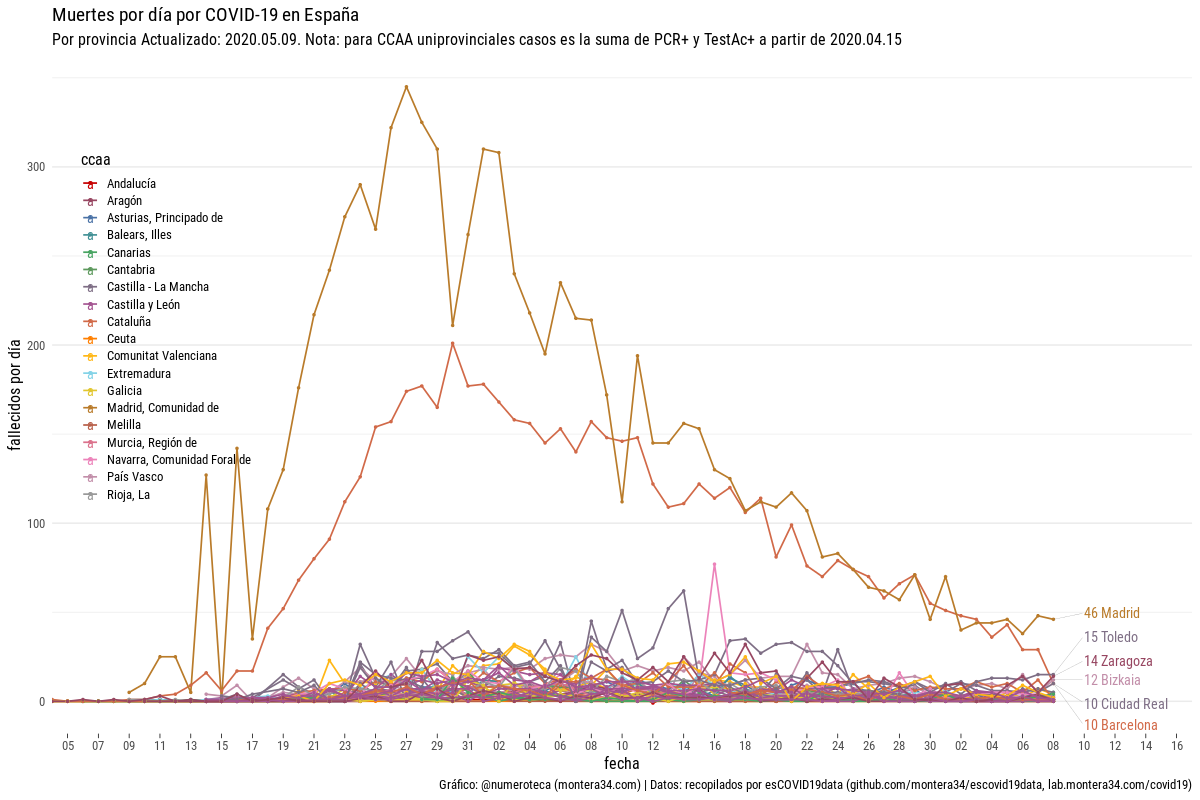 Muertes por día por COVID-19 en España
Por provincia Actualizado: 2020.05.09. Nota: para CCAA uniprovinciales casos es la suma de PCR+ y TestAc+ a partir de 2020.04.15
fallecidos por día
300
200
100
0
ccaa
Andalucía
Aragón
Asturias, Principado de
Balears, Illes
Canarias
Cantabria
Castilla - La Mancha
Castilla y León
Cataluña
Ceuta
Comunitat Valenciana
Extremadura
Galicia
Madrid, Comunidad de
Melilla
Murcia, Región de
Navarra, Comunidad Foral de
País Vasco
Rioja, La
46 Madrid
15 Toledo
14 Zaragoza
12 Bizkaia
10 Ciudad Real
10 Barcelona
05 07 09 11 13 15 17 19 21 23 25 27 29 31 02 04 06 08 10 12 14 16 18 20 22 24 26 28 30 02 04 06 08 10 12 14 16
fecha
Gráfico: @numeroteca (montera34.com) | Datos: recopilados por esCOVID19data (github.com/montera34/escovid19data, lab.montera34.com/covid19)